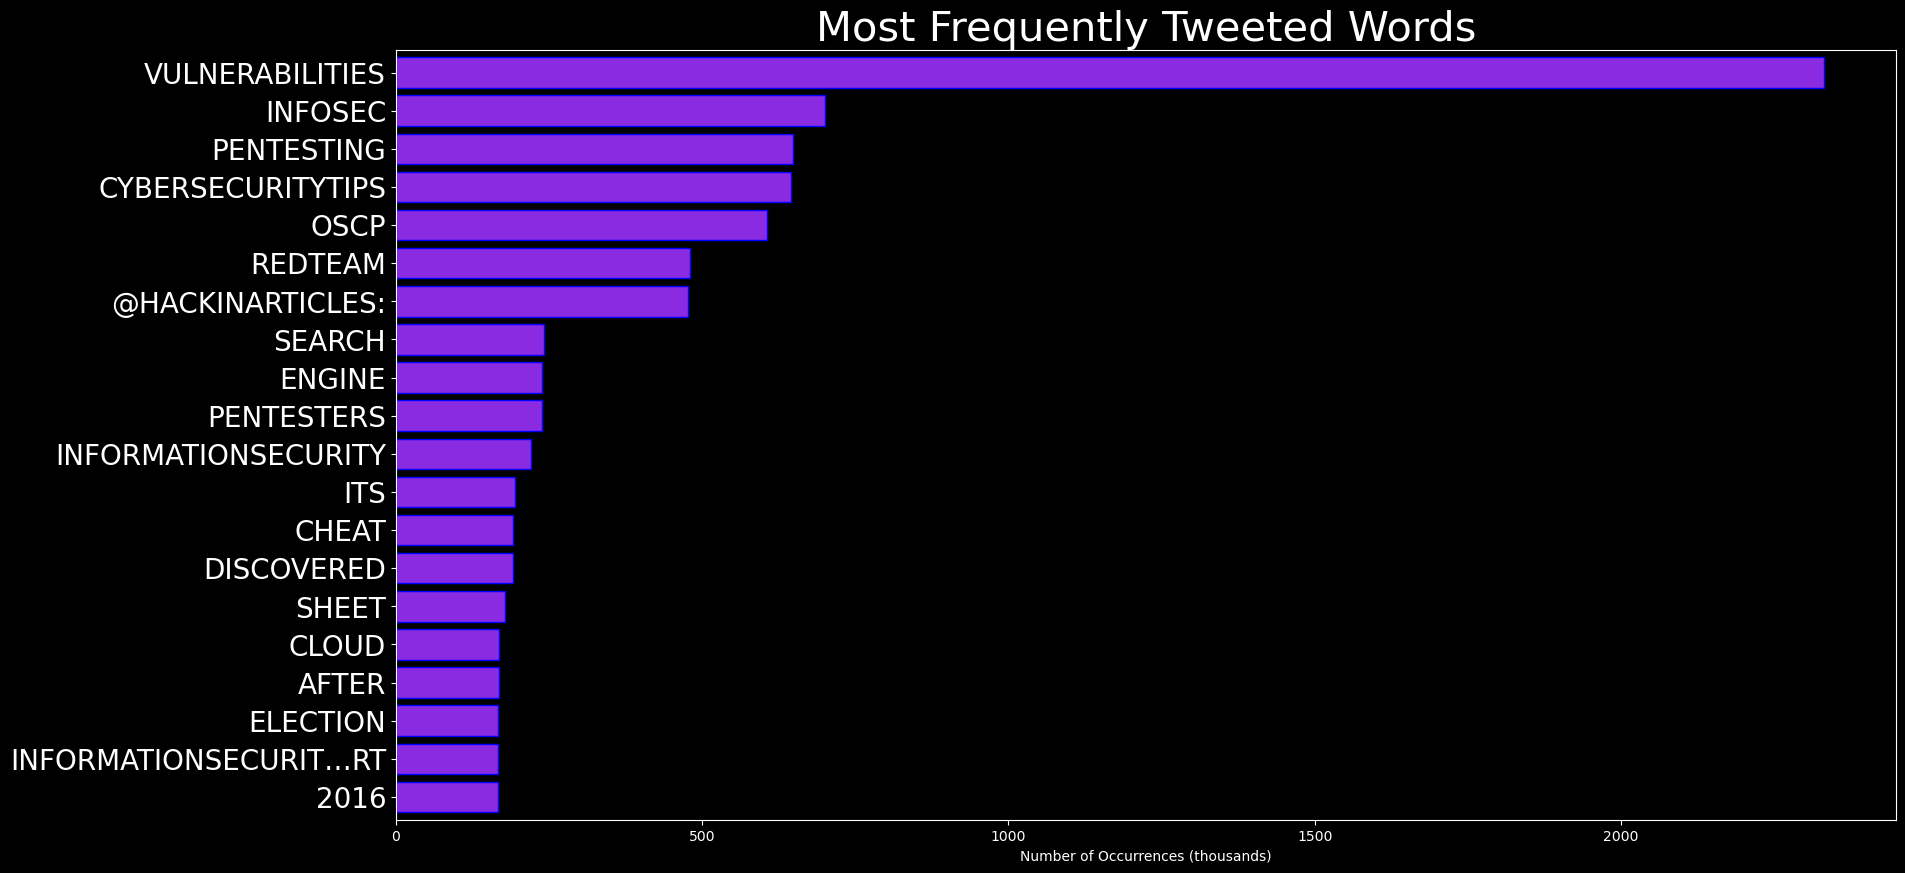 Most Frequently Tweeted Words
VULNERABILITIES
INFOSEC
PENTESTING
CYBERSECURITYTIPS
OSCP
REDTEAM
@HACKINARTICLES:
SEARCH
ENGINE
PENTESTERS
INFORMATIONSECURITY
ITS
CHEAT
DISCOVERED
SHEET
CLOUD
AFTER
ELECTION
INFORMATIONSECURIT…RT
2016
0 500 1000 1500 2000
Number of Occurrences (thousands)